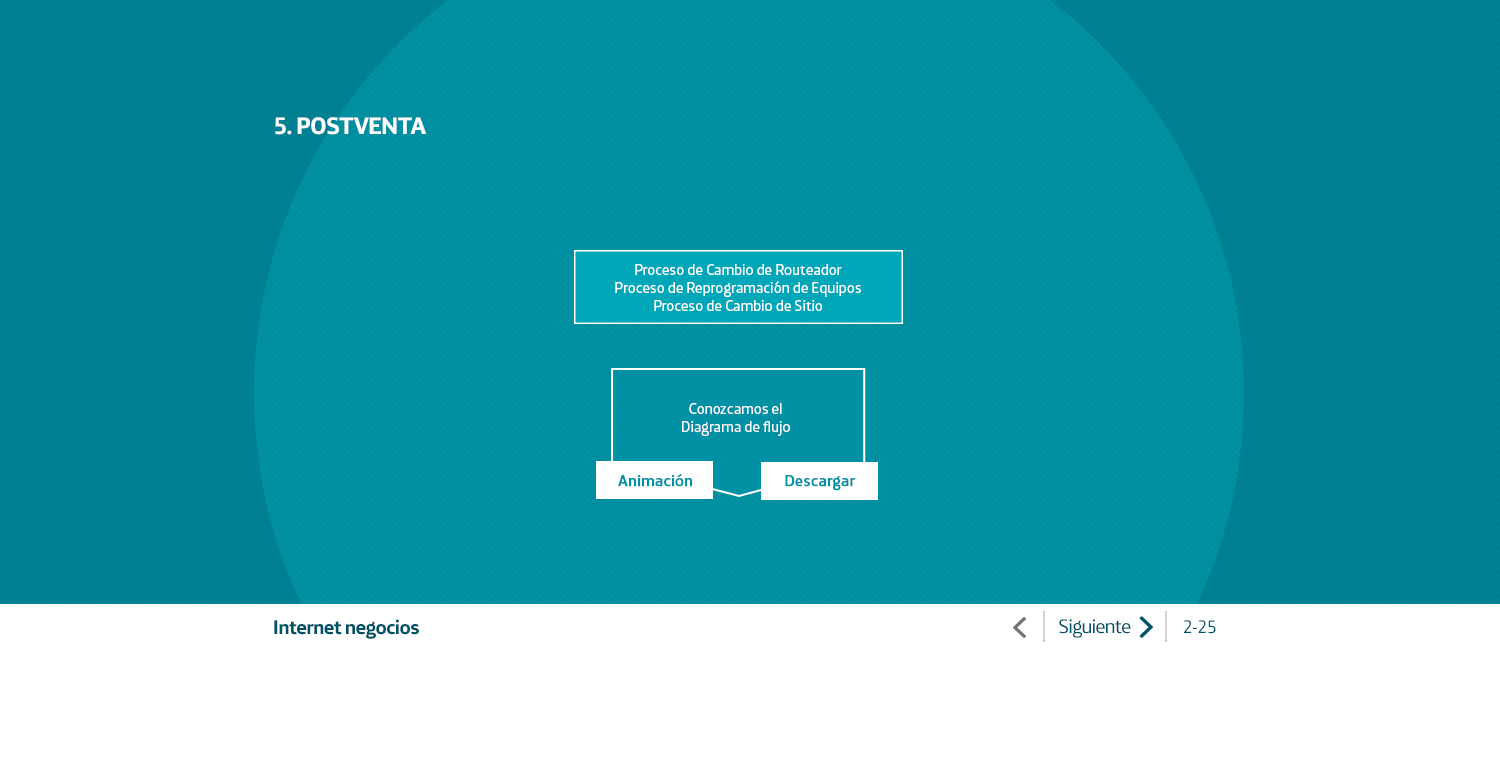 5. POSTVENTA
Proceso de Cambio de Routeador
Proceso de Reprogramación de Equipos
Proceso de Cambio de Sitio
Conozcamos el
Diagrama de flujo
Animación
Descargar
Internet negocios
Siguiente
2-25